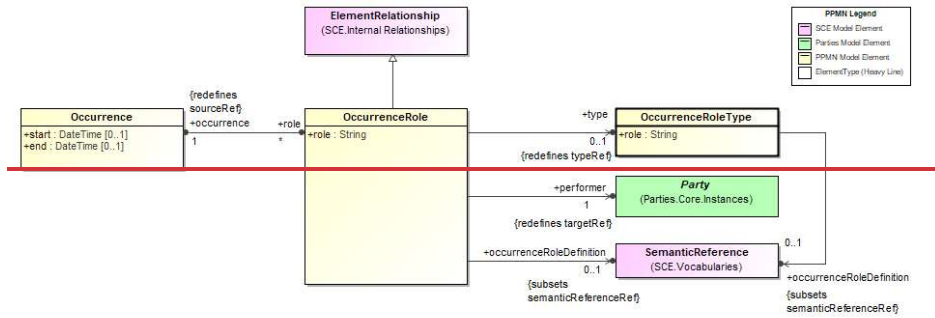 ElementRelationship
(SCE.Internal Relationships)
PPMN Legend
SCE Model Element
Parties Model Element
PPMN Model Element
ElementType (Heavy Line)
{redefines
sourceRef}
Occurrence
+start : DateTime [0..1]
+end : DateTime [0..1]
+occurrence
1
+role
*
OccurrenceRole
+role : String
+type
0..1
{redefines typeRef}
OccurrenceRoleType
+role : String
+performer
1
{redefines targetRef}
Party
(Parties.Core.Instances)
+occurrenceRoleDefinition
0..1
{subsets
semanticReferenceRef}
SemanticReference
(SCE.Vocabularies)
0..1
+occurrenceRoleDefinition
{subsets
semanticReferenceRef}